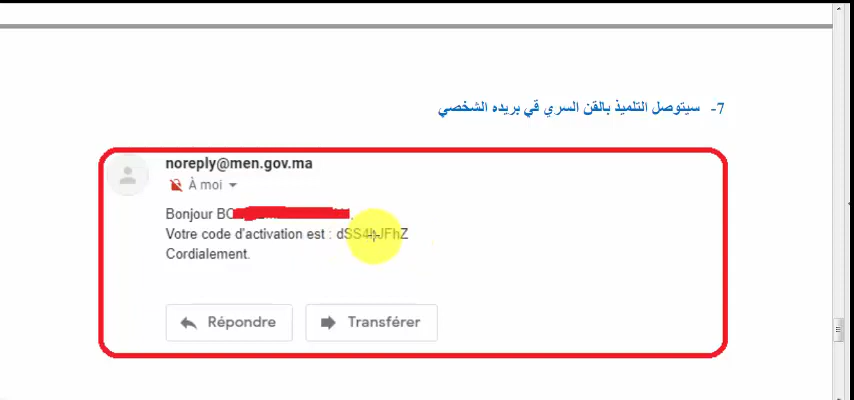 7- سيتوصل التلميذ بالقن السري في بريده الشخصي
noreply@men.gov.ma
À moi
Bonjour
Votre code d'activation est :
Cordialement.
Répondre
Transférer